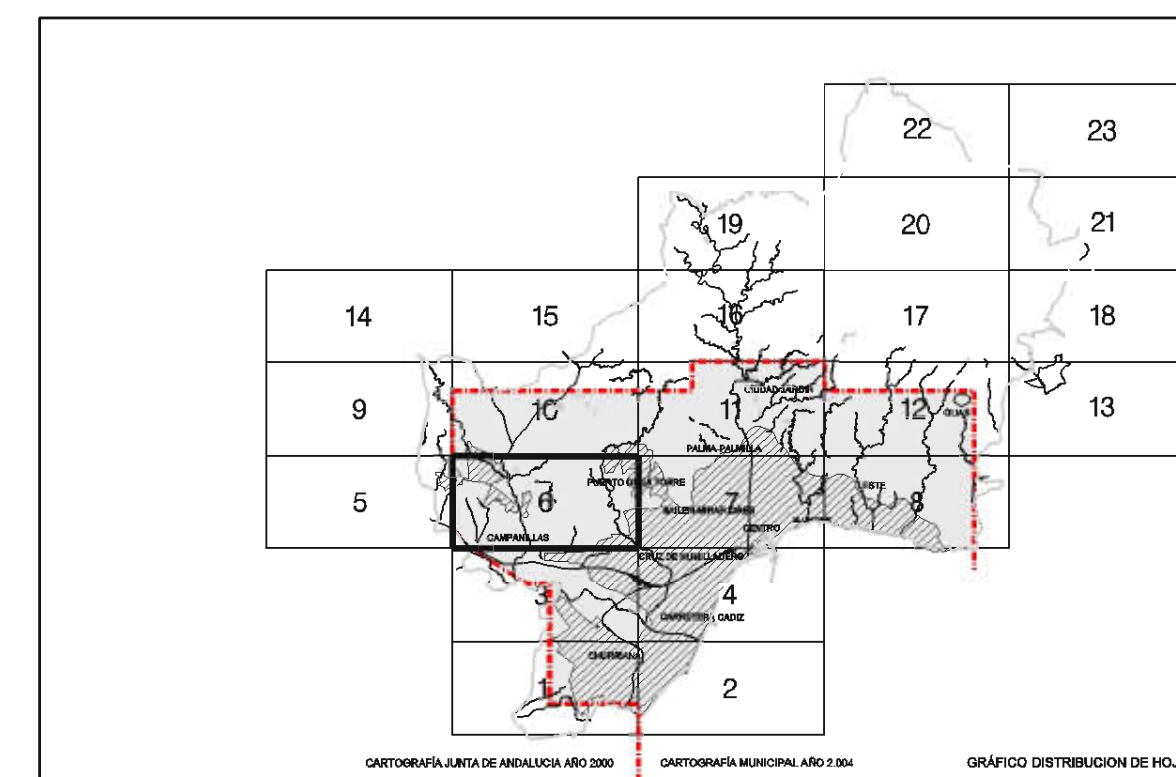 22 23
19 20 21
14 15 16 17 18
CIUDAD JARDIN
9 10 11 12 13
PALMA-PALMILLA
PUERTO DE LA TORRE
ESTE
5 6 7 8
CENTRO
CAMPANILLAS
CRUZ DE HUMILLADERO
3 4
CARRETERA CADIZ
CHURRIANA
1 2
CARTOGRAFÍA JUNTA DE ANDALUCIA AÑO 2000 CARTOGRAFÍA MUNICIPAL AÑO 2.004 GRÁFICO DISTRIBUCION DE HOJ